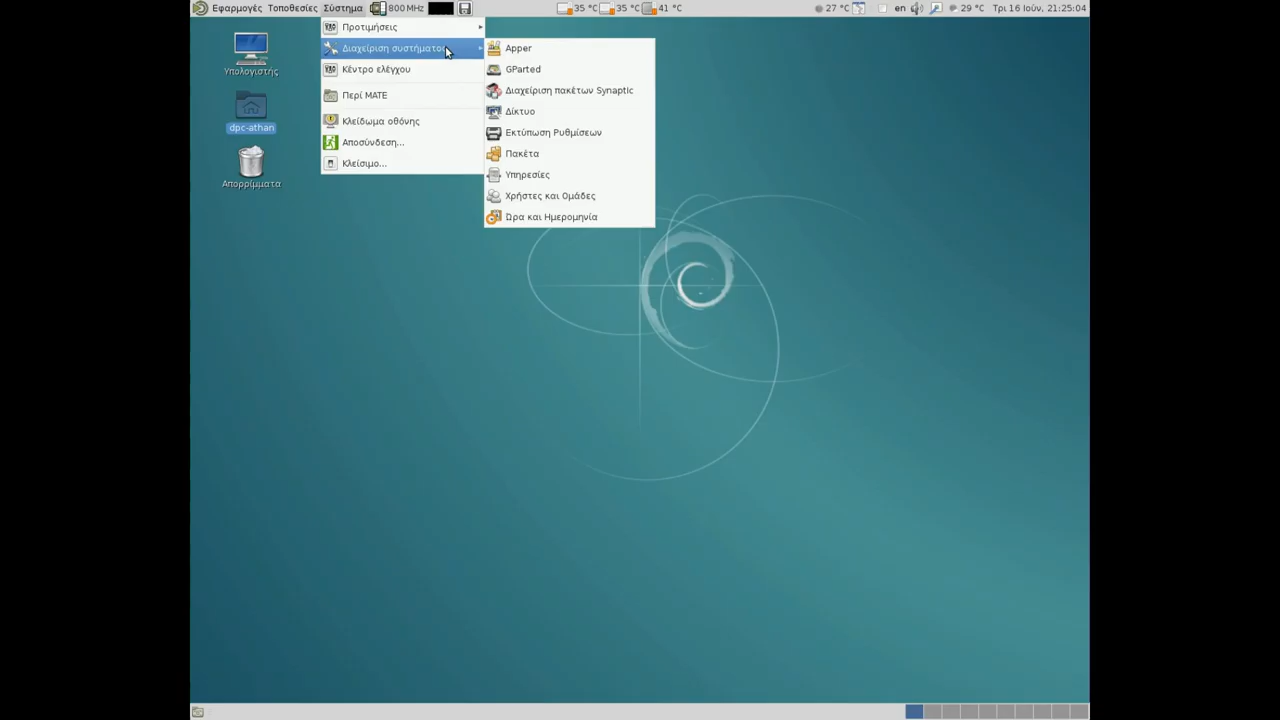 Εφαρμογές Τοποθεσίες Σύστημα 800 MHz 35 °C 35 °C 41 °C 27 °C en 29 °C Τρι 16 Ιούν, 21:25:04
Προτιμήσεις
Διαχείριση συστήματος
Κέντρο ελέγχου
Περί MATE
Κλείδωμα οθόνης
Αποσύνδεση...
Κλείσιμο...
Apper
GParted
Διαχείριση πακέτων Synaptic
Δίκτυο
Εκτύπωση Ρυθμίσεων
Πακέτα
Υπηρεσίες
Χρήστες και Ομάδες
Ώρα και Ημερομηνία
Υπολογιστής
dpc-athan
Απορρίμματα